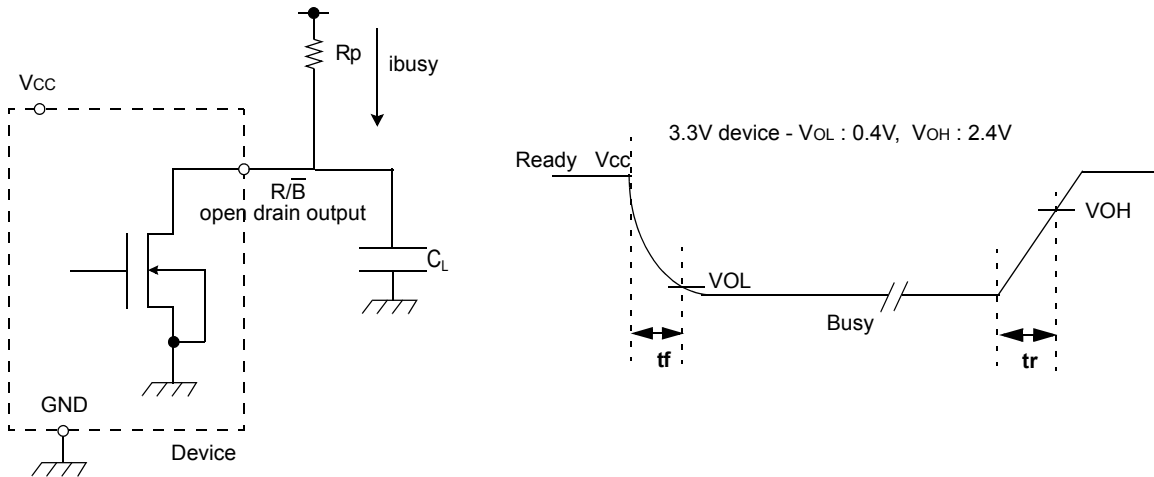 Rp
ibusy
VCC
R/B̅
open drain output
CL
GND
Device
3.3V device - VOL : 0.4V, VOH : 2.4V
Ready Vcc
VOH
VOL
Busy
tf
tr